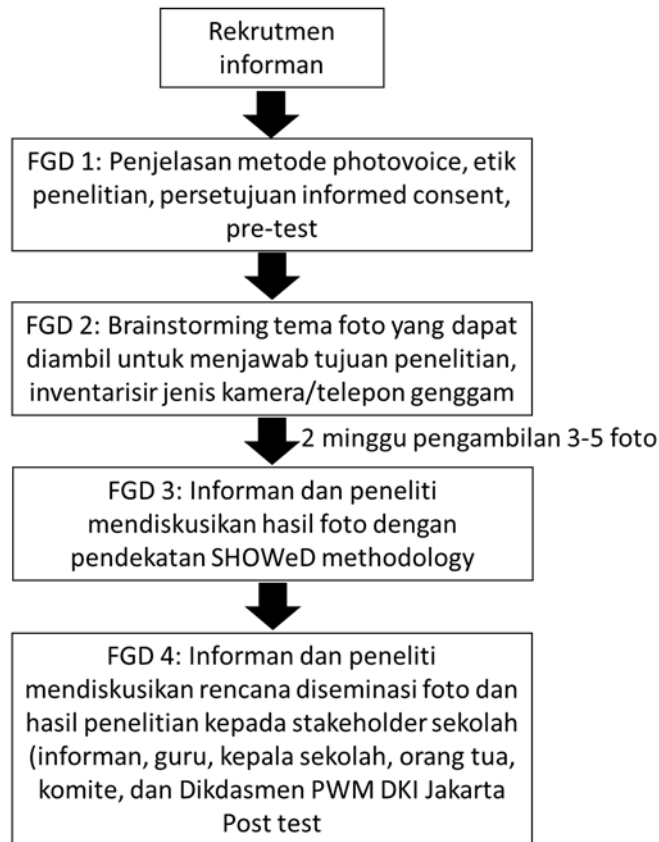 Rekrutmen
informan
FGD 1: Penjelasan metode photovoice, etik
penelitian, persetujuan informed consent,
pre-test
FGD 2: Brainstorming tema foto yang dapat
diambil untuk menjawab tujuan penelitian,
inventarisir jenis kamera/telepon genggam
2 minggu pengambilan 3-5 foto
FGD 3: Informan dan peneliti
mendiskusikan hasil foto dengan
pendekatan SHOWeD methodology
FGD 4: Informan dan peneliti
mendiskusikan rencana diseminasi foto dan
hasil penelitian kepada stakeholder sekolah
(informan, guru, kepala sekolah, orang tua,
komite, dan Dikdasmen PWM DKI Jakarta
Post test